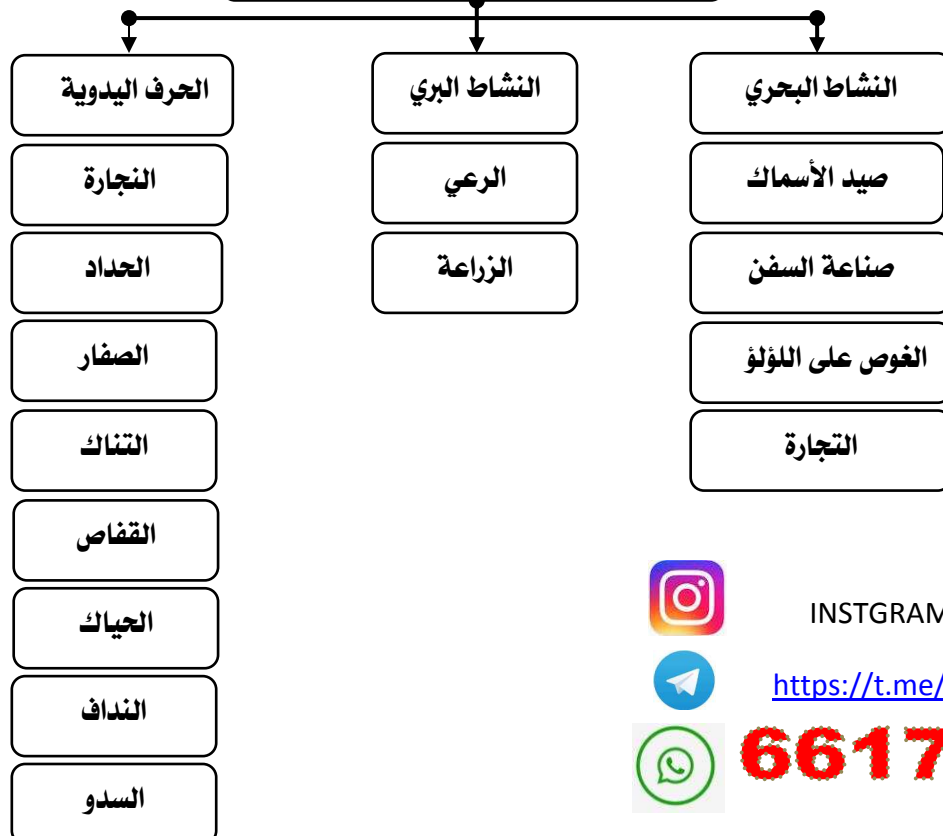 النشاط البحري
صيد الأسماك
صناعة السفن
الغوص على اللؤلؤ
التجارة
النشاط البري
الرعي
الزراعة
الحرف اليدوية
النجارة
الحداد
الصفار
التناك
القفاص
الحياك
النداف
السدو
INSTGRAM
https://t.me/
6617